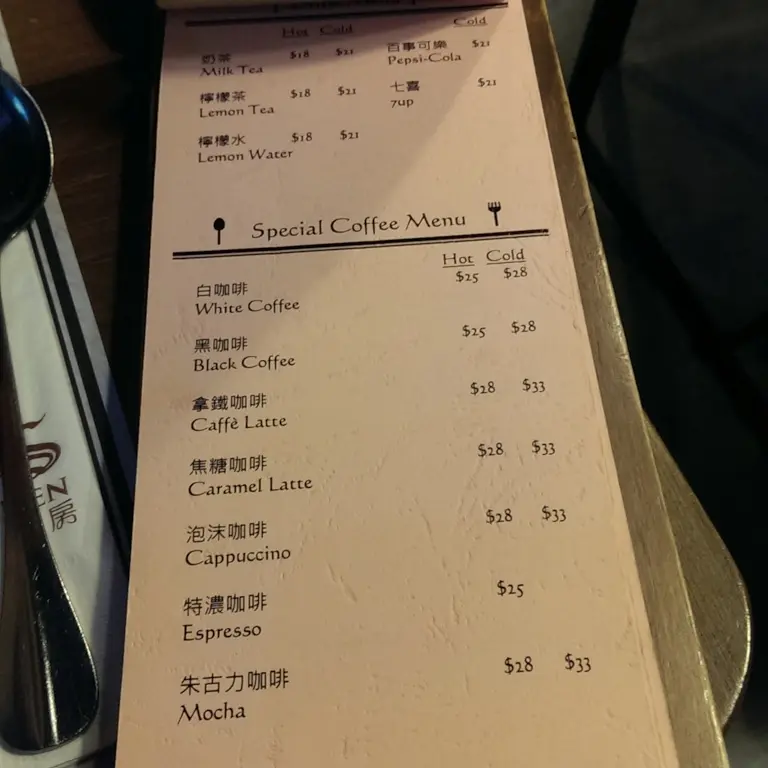 Hot Cold
Cold
奶茶 $18 $21
Milk Tea
百事可樂 $21
Pepsi-Cola
檸檬茶 $18 $21
Lemon Tea
七喜 $21
7up
檸檬水 $18 $21
Lemon Water
Special Coffee Menu
Hot Cold
白咖啡 $25 $28
White Coffee
黑咖啡 $25 $28
Black Coffee
拿鐵咖啡 $28 $33
Caffè Latte
焦糖咖啡 $28 $33
Caramel Latte
泡沫咖啡 $28 $33
Cappuccino
特濃咖啡 $25
Espresso
朱古力咖啡 $28 $33
Mocha
EN
房